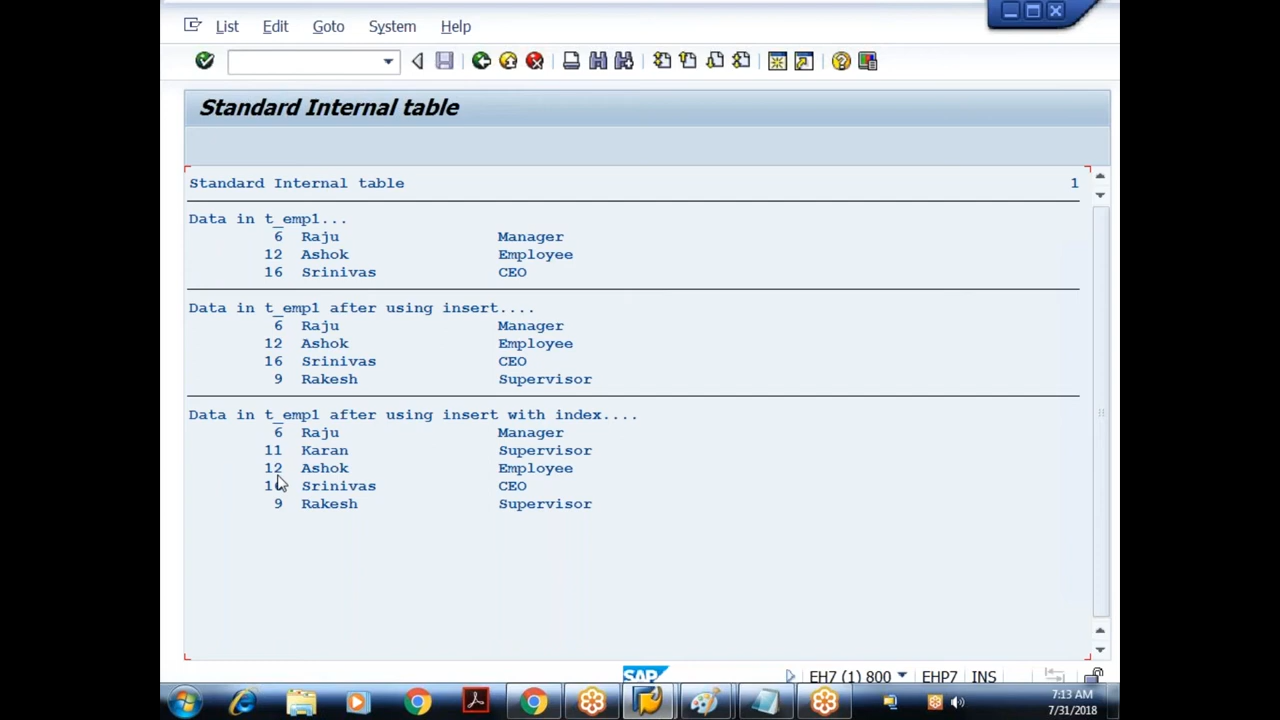 List Edit Goto System Help
Standard Internal table
Standard Internal table 1
Data in t_emp1...
6 Raju Manager
12 Ashok Employee
16 Srinivas CEO
Data in t_emp1 after using insert....
6 Raju Manager
12 Ashok Employee
16 Srinivas CEO
9 Rakesh Supervisor
Data in t_emp1 after using insert with index....
6 Raju Manager
11 Karan Supervisor
12 Ashok Employee
16 Srinivas CEO
9 Rakesh Supervisor
SAP EH7 (1) 800 EHP7 INS
7:13 AM
7/31/2018